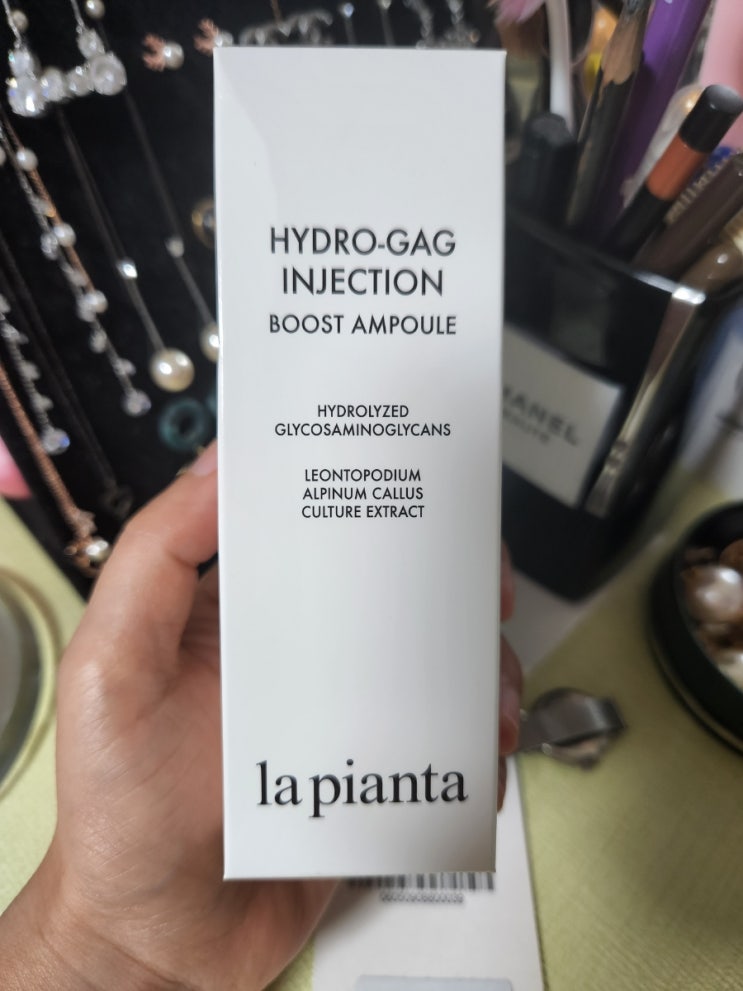 HYDRO-GAG
INJECTION
BOOST AMPOULE
HYDROLYZED
GLYCOSAMINOGLYCANS
LEONTOPODIUM
ALPINUM CALLUS
CULTURE EXTRACT
la pianta